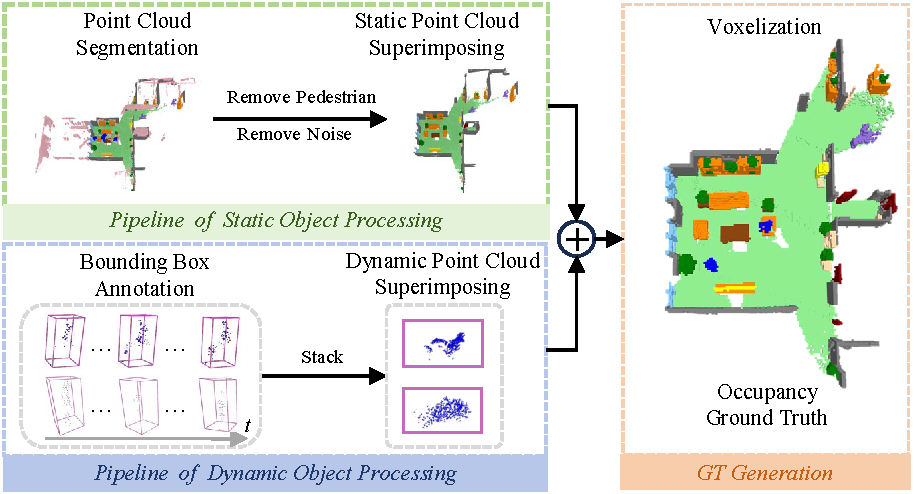 Point Cloud
Segmentation
Static Point Cloud
Superimposing
Remove Pedestrian
Remove Noise
Pipeline of Static Object Processing
Bounding Box
Annotation
Dynamic Point Cloud
Superimposing
... ...
Stack
... ...
t
Pipeline of Dynamic Object Processing
Voxelization
Occupancy
Ground Truth
GT Generation